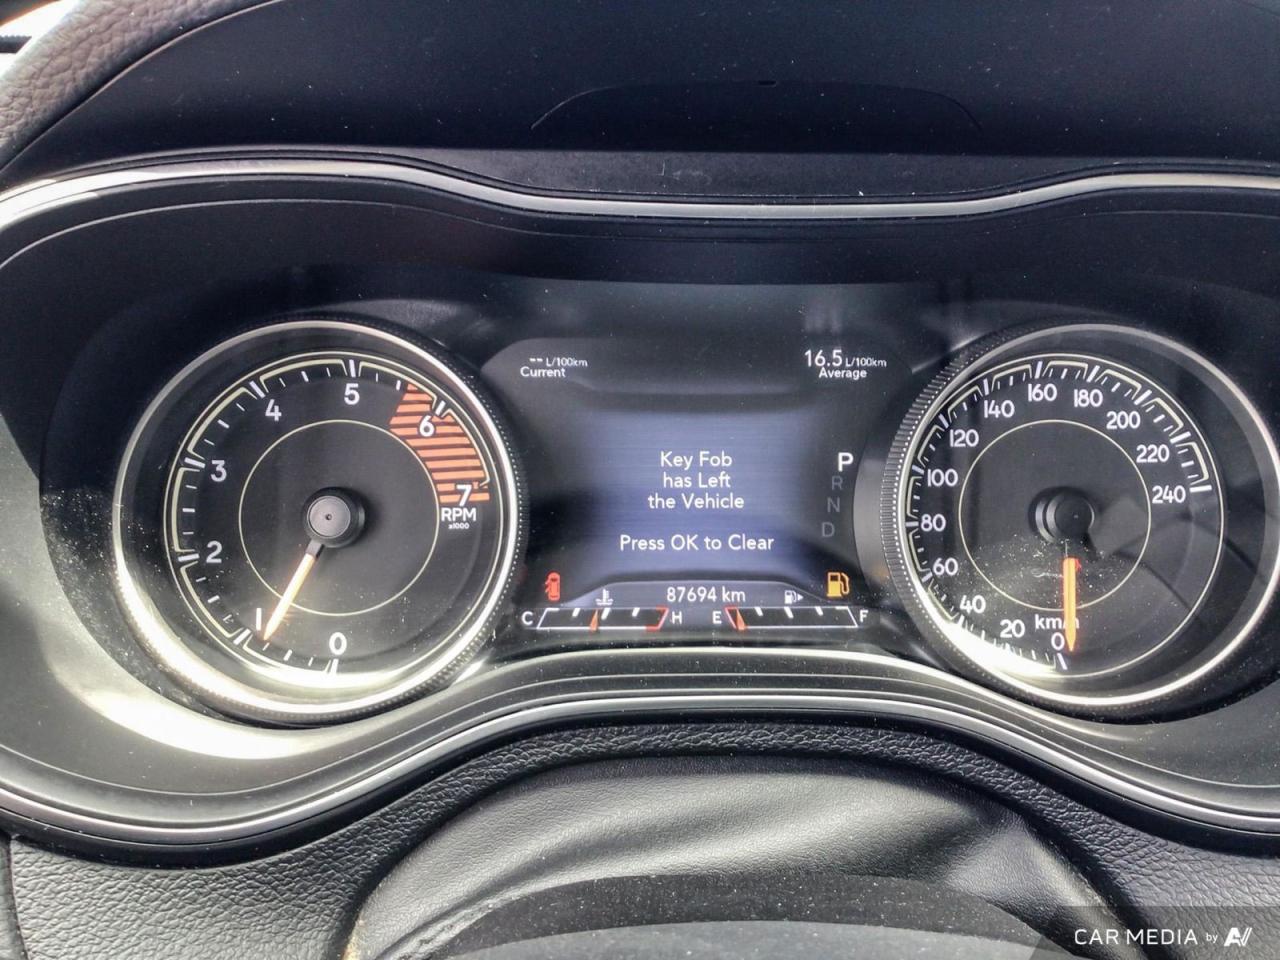 -- L/100km
Current
16.5 L/100km
Average
Key Fob
has Left
the Vehicle
Press OK to Clear
P
R
N
D
87694 km
C H E F
0 1 2 3 4 5 6 7
RPM
x1000
0 20 40 60 80 100 120 140 160 180 200 220 240
km/h
CAR MEDIA by AV